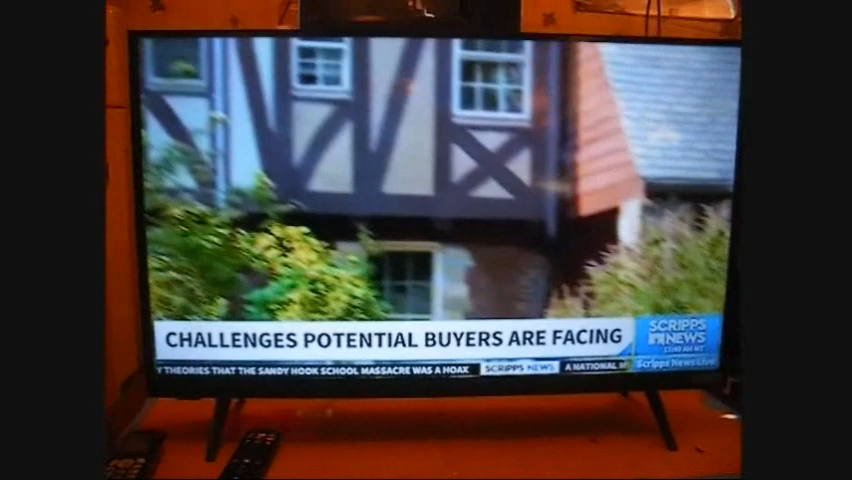 CHALLENGES POTENTIAL BUYERS ARE FACING
SCRIPPS
NEWS
Y THEORIES THAT THE SANDY HOOK SCHOOL MASSACRE WAS A HOAX
SCRIPPS NEWS
A NATIONAL
Scripps News Live